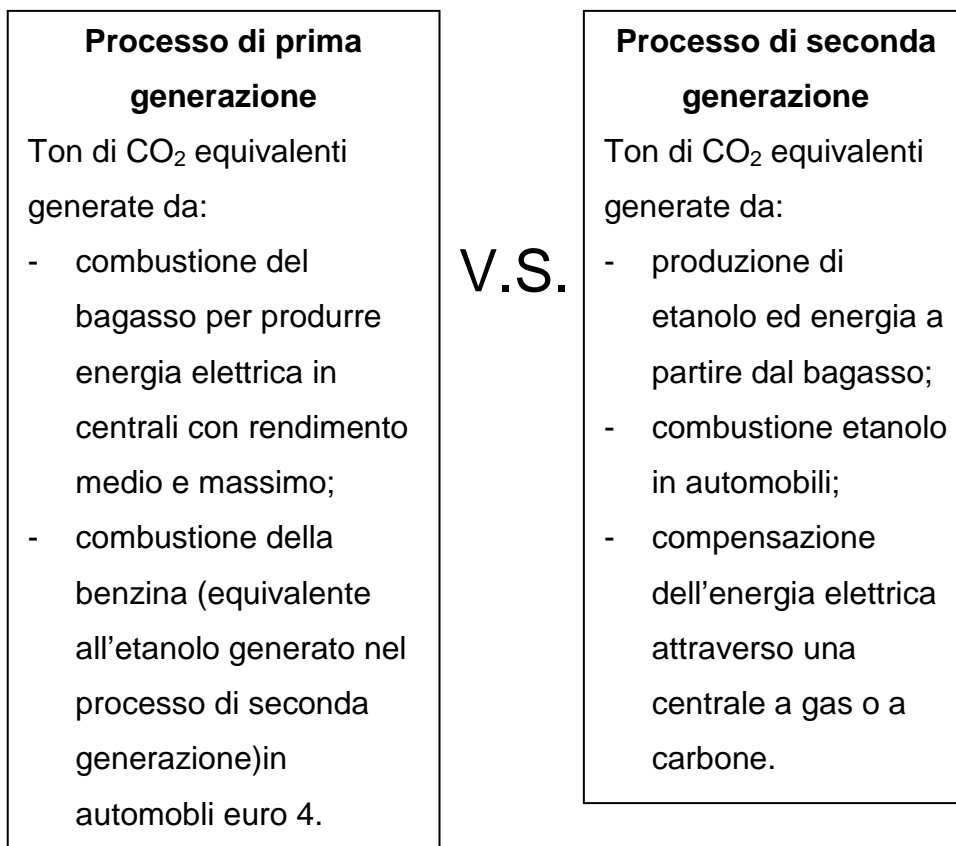 Processo di prima
generazione
Ton di CO₂ equivalenti
generate da:
- combustione del
bagasso per produrre
energia elettrica in
centrali con rendimento
medio e massimo;
- combustione della
benzina (equivalente
all’etanolo generato nel
processo di seconda
generazione)in
automobli euro 4.
V.S.
Processo di seconda
generazione
Ton di CO₂ equivalenti
generate da:
- produzione di
etanolo ed energia a
partire dal bagasso;
- combustione etanolo
in automobili;
- compensazione
dell’energia elettrica
attraverso una
centrale a gas o a
carbone.